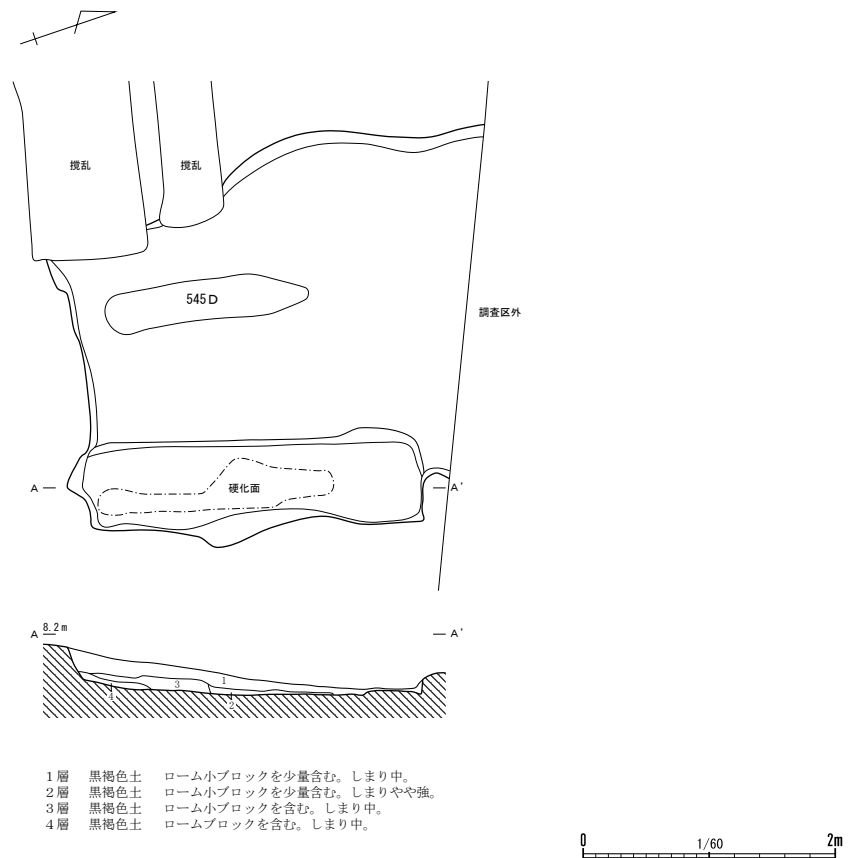 撹乱
撹乱
545D
調査区外
A
硬化面
A’
8.2m
A
A’
1
3
4
2
1層 黒褐色土 ローム小ブロックを少量含む。しまり中。
2層 黒褐色土 ローム小ブロックを少量含む。しまりやや強。
3層 黒褐色土 ローム小ブロックを含む。しまり中。
4層 黒褐色土 ロームブロックを含む。しまり中。
0 1/60 2m